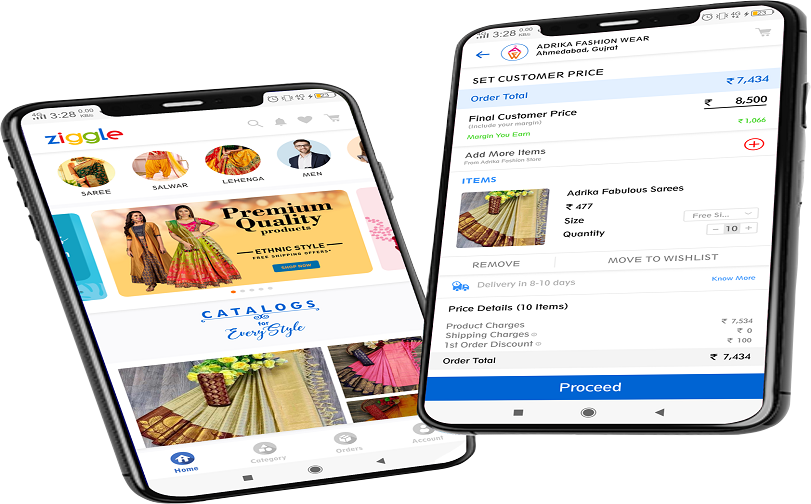 4G 3:28 0.00 KB/s
4G 23
ziggle
SAREE
SALWAR
LEHENGA
MEN
Premium
Quality
products
ETHNIC STYLE
FREE SHIPPING OFFERS*
SHOP NOW
CATALOGS
for
Every Style
Home
Category
Orders
Account
3:28 0.00 KB/s
4G 23
ADRIKA FASHION WEAR
Ahmedabad, Gujrat
SET CUSTOMER PRICE
Order Total ₹ 7,434
Final Customer Price ₹ 8,500
(Include your margin)
Margin You Earn ₹ 1,066
Add More Items
From Adrika Fashion Store
ITEMS
Adrika Fabulous Sarees
₹ 477
Size Free Si...
Quantity − 10 +
REMOVE MOVE TO WISHLIST
Delivery in 8-10 days Know More
Price Details (10 Items)
Product Charges ₹ 7,534
Shipping Charges ₹ 0
1st Order Discount ₹ 100
Order Total ₹ 7,434
Proceed